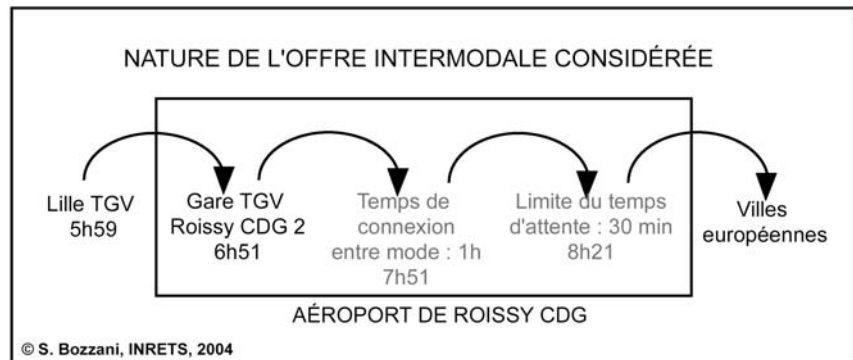 NATURE DE L'OFFRE INTERMODALE CONSIDÉRÉE
Lille TGV
5h59
Gare TGV
Roissy CDG 2
6h51
Temps de
connexion
entre mode : 1h
7h51
Limite du temps
d'attente : 30 min
8h21
Villes
européennes
AÉROPORT DE ROISSY CDG
© S. Bozzani, INRETS, 2004